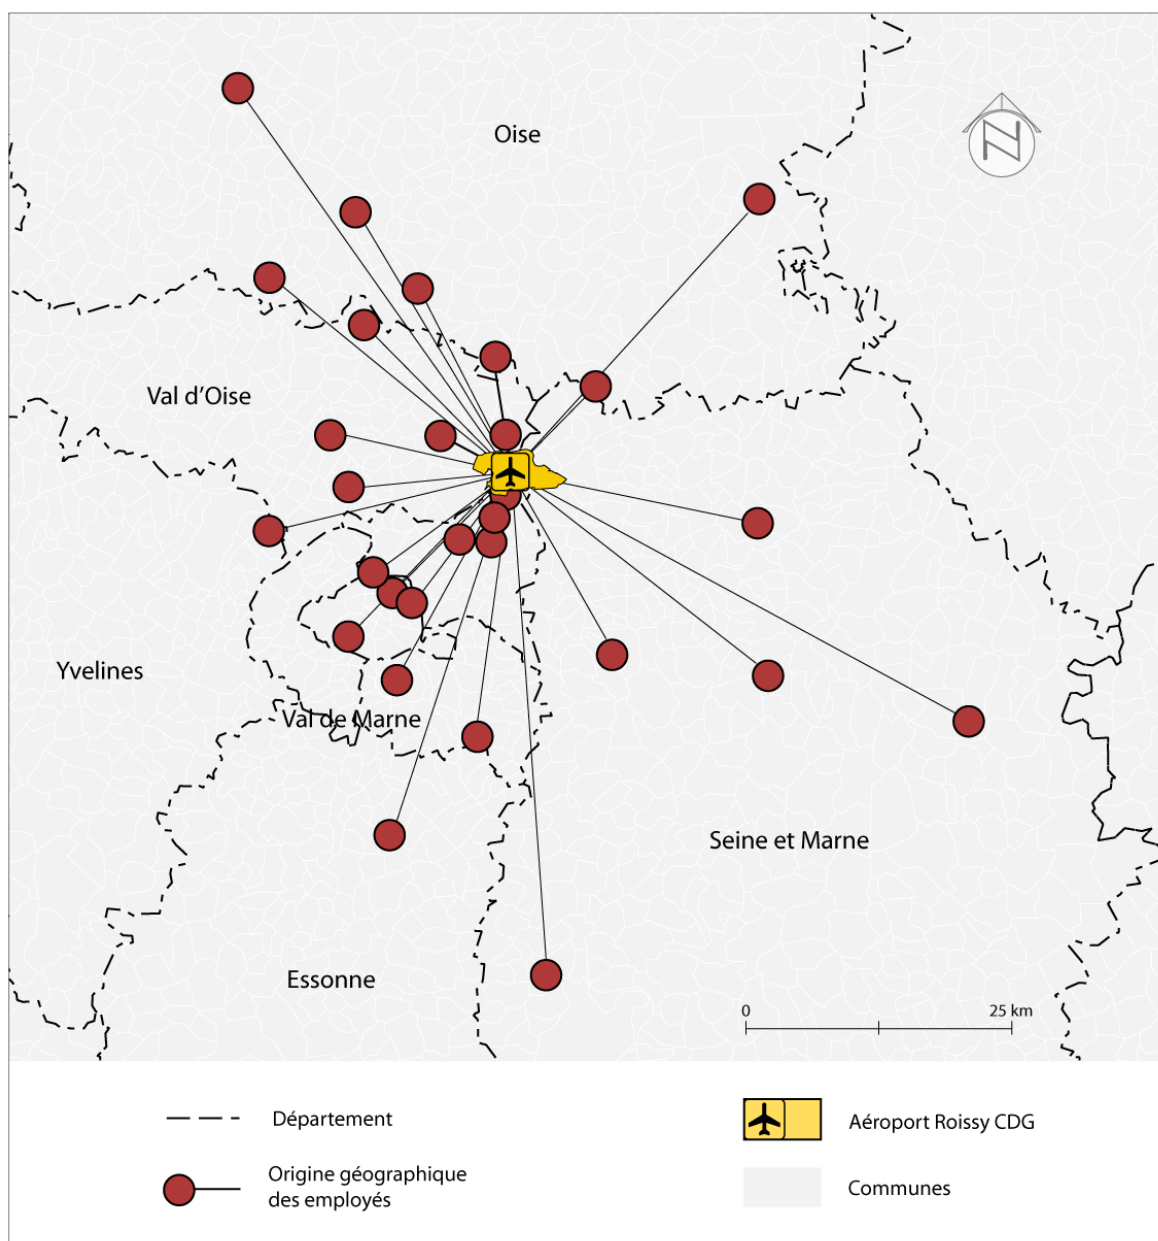 Oise
Val d'Oise
Yvelines
Val de Marne
Seine et Marne
Essonne
0
25 km
Département
Aéroport Roissy CDG
Origine géographique
des employés
Communes